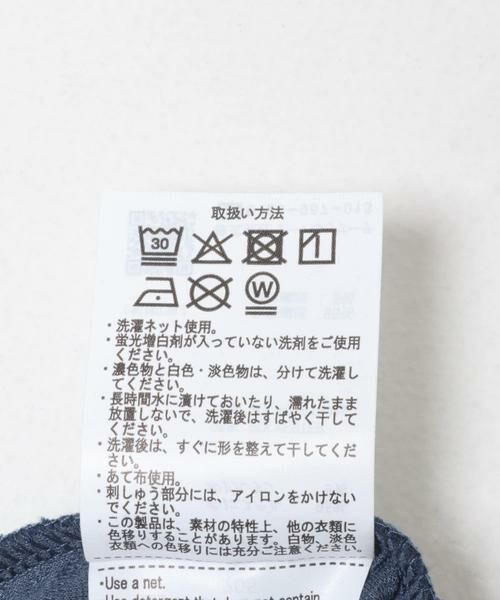 取扱い方法
30
W
・洗濯ネット使用。
・蛍光増白剤が入っていない洗剤をご使用
ください。
・濃色物と白色・淡色物は、分けて洗濯し
てください。
・長時間水に漬けておいたり、濡れたまま
放置しないで、洗濯後はすばやく干して
ください。
・洗濯後は、すぐに形を整えて干してくだ
さい。
・あて布使用。
・刺しゅう部分には、アイロンをかけない
でください。
・この製品は、素材の特性上、他の衣類に
色移りすることがあります。白物、淡色
衣類への色移りには充分ご注意ください。
・Use a net.
Use detergent that does not contain